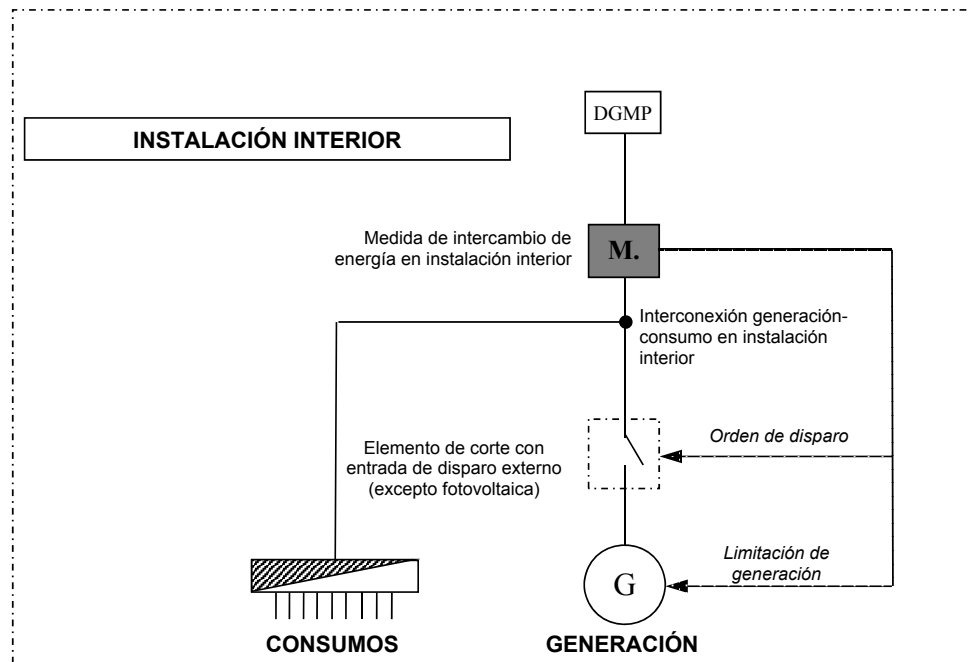 DGMP
INSTALACIÓN INTERIOR
Medida de intercambio de
energía en instalación interior
M.
Interconexión generación-
consumo en instalación
interior
Elemento de corte con
entrada de disparo externo
(excepto fotovoltaica)
Orden de disparo
Limitación de
generación
G
CONSUMOS
GENERACIÓN